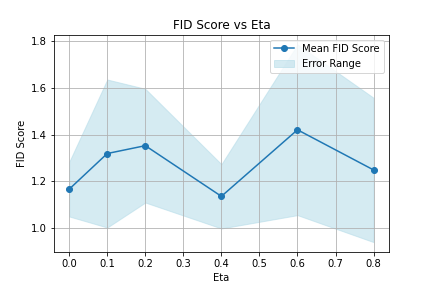 FID Score vs Eta
Mean FID Score
Error Range
FID Score
1.8
1.6
1.4
1.2
1.0
0.0 0.1 0.2 0.3 0.4 0.5 0.6 0.7 0.8
Eta